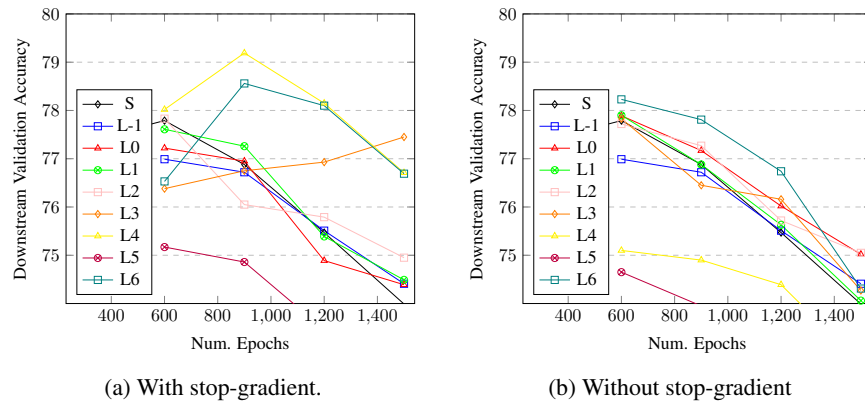 80
79
78
77
76
75
Downstream Validation Accuracy
S
L-1
L0
L1
L2
L3
L4
L5
L6
400 600 800 1,000 1,200 1,400
Num. Epochs
(a) With stop-gradient.
80
79
78
77
76
75
Downstream Validation Accuracy
S
L-1
L0
L1
L2
L3
L4
L5
L6
400 600 800 1,000 1,200 1,400
Num. Epochs
(b) Without stop-gradient